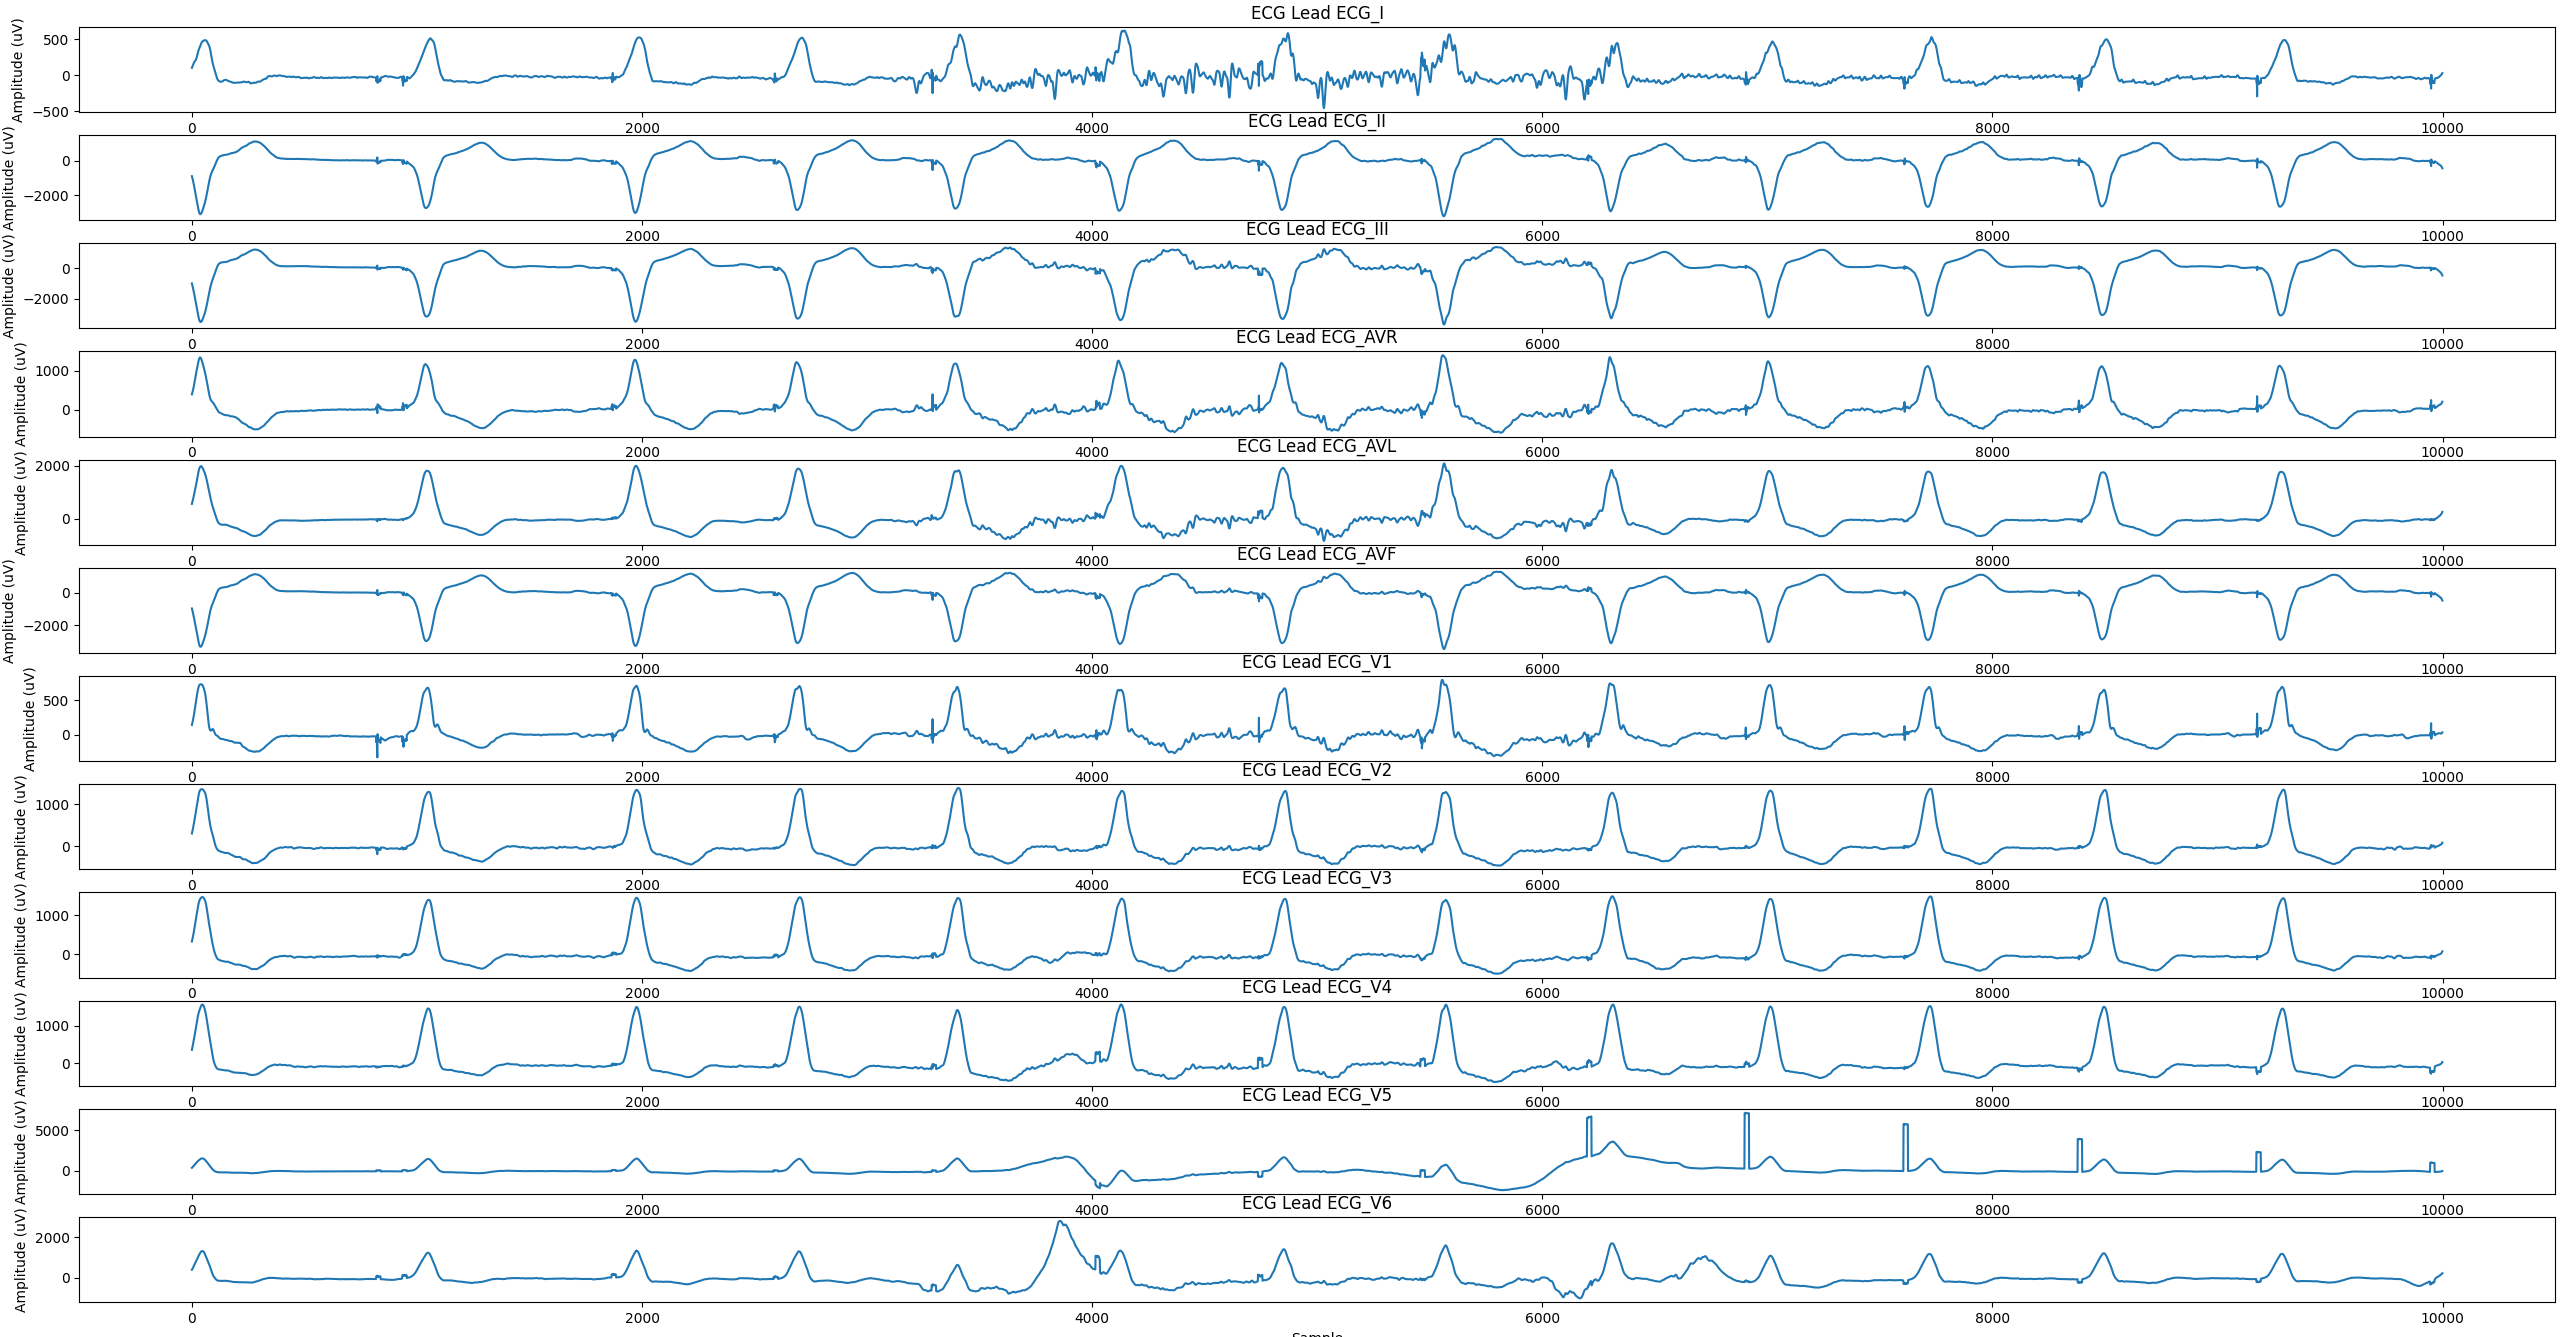 ECG Lead ECG_I
Amplitude (uV)
500
0
−500
0 2000 4000 6000 8000 10000
ECG Lead ECG_II
Amplitude (uV)
0
−2000
0 2000 4000 6000 8000 10000
ECG Lead ECG_III
Amplitude (uV)
0
−2000
0 2000 4000 6000 8000 10000
ECG Lead ECG_AVR
Amplitude (uV)
1000
0
0 2000 4000 6000 8000 10000
ECG Lead ECG_AVL
Amplitude (uV)
2000
0
0 2000 4000 6000 8000 10000
ECG Lead ECG_AVF
Amplitude (uV)
0
−2000
0 2000 4000 6000 8000 10000
ECG Lead ECG_V1
Amplitude (uV)
500
0
0 2000 4000 6000 8000 10000
ECG Lead ECG_V2
Amplitude (uV)
1000
0
0 2000 4000 6000 8000 10000
ECG Lead ECG_V3
Amplitude (uV)
1000
0
0 2000 4000 6000 8000 10000
ECG Lead ECG_V4
Amplitude (uV)
1000
0
0 2000 4000 6000 8000 10000
ECG Lead ECG_V5
Amplitude (uV)
5000
0
0 2000 4000 6000 8000 10000
ECG Lead ECG_V6
Amplitude (uV)
2000
0
0 2000 4000 6000 8000 10000
Sample